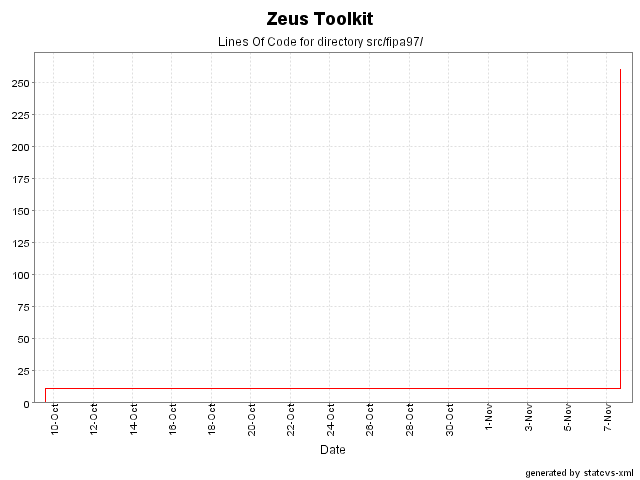 Zeus Toolkit
Lines Of Code for directory src/fipa97/
250
225
200
175
150
125
100
75
50
25
0
10-Oct
12-Oct
14-Oct
16-Oct
18-Oct
20-Oct
22-Oct
24-Oct
26-Oct
28-Oct
30-Oct
1-Nov
3-Nov
5-Nov
7-Nov
Date
generated by statcvs-xml